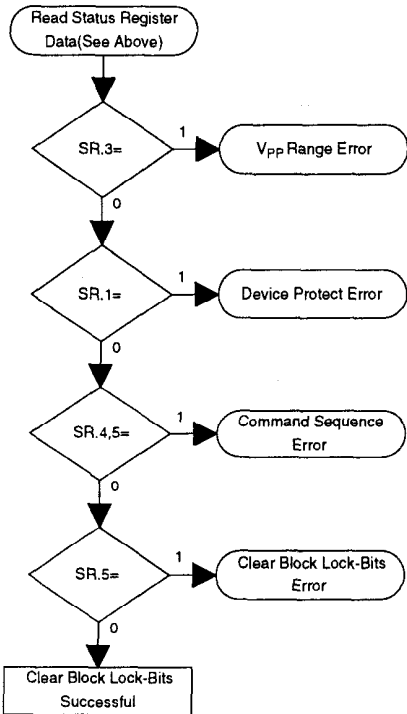 Read Status Register
Data(See Above)
SR.3=
1
VPP Range Error
0
SR.1=
1
Device Protect Error
0
SR.4,5=
1
Command Sequence
Error
0
SR.5=
1
Clear Block Lock-Bits
Error
0
Clear Block Lock-Bits
Successful